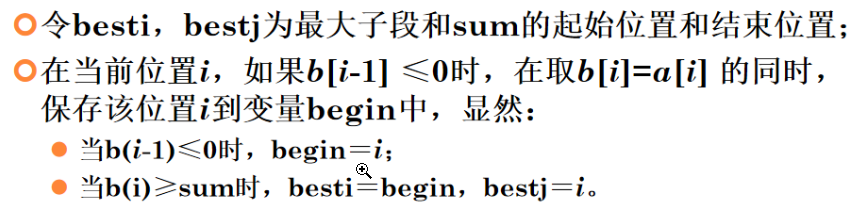 令besti，bestj为最大子段和sum的起始位置和结束位置；
在当前位置i，如果b[i-1] ≤0时，在取b[i]=a[i] 的同时，
保存该位置i到变量begin中，显然：
当b(i-1)≤0时，begin=i；
当b(i)≥sum时，besti=begin，bestj=i。